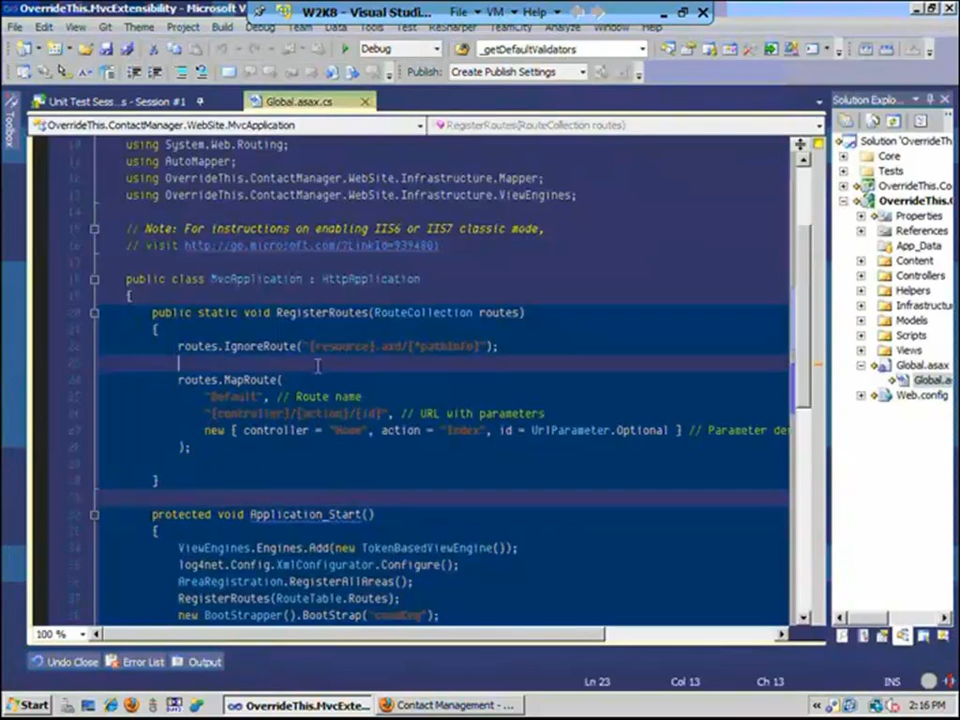 OverrideThis.MvcExtensibility - Microsoft V
W2K8 - Visual Studi...
File
VM
Help
File Edit View Project Build Debug Team Data Tools Test ReSharper TeamCity Analyze Window Help
Debug
_getDefaultValidators
Publish: Create Publish Settings
Toolbox
Unit Test Sess...s - Session #1
Global.asax.cs
Solution Explo...
OverrideThis.ContactManager.WebSite.MvcApplication
RegisterRoutes(RouteCollection routes)
using System.Web.Routing;
using AutoMapper;
using OverrideThis.ContactManager.WebSite.Infrastructure.Mapper;
using OverrideThis.ContactManager.WebSite.Infrastructure.ViewEngines;
// Note: For instructions on enabling IIS6 or IIS7 classic mode,
// visit http://go.microsoft.com/?LinkId=9394801
public class MvcApplication : HttpApplication
{
public static void RegisterRoutes(RouteCollection routes)
{
routes.IgnoreRoute("{resource}.axd/{*pathInfo}");
routes.MapRoute(
"Default", // Route name
"{controller}/{action}/{id}", // URL with parameters
new { controller = "Home", action = "Index", id = UrlParameter.Optional } // Parameter de
);
}
protected void Application_Start()
{
ViewEngines.Engines.Add(new TokenBasedViewEngine());
log4net.Config.XmlConfigurator.Configure();
AreaRegistration.RegisterAllAreas();
RegisterRoutes(RouteTable.Routes);
new BootStrapper().BootStrap(
Solution 'OverrideTh
Core
Tests
OverrideThis.Co
OverrideThis.
Properties
References
App_Data
Content
Controllers
Helpers
Infrastructu
Models
Scripts
Views
Global.asax
Global.a
Web.config
100 %
Undo Close
Error List
Output
Ln 23
Col 13
Ch 13
INS
Start
OverrideThis.MvcExte...
Contact Management - ...
2:16 PM